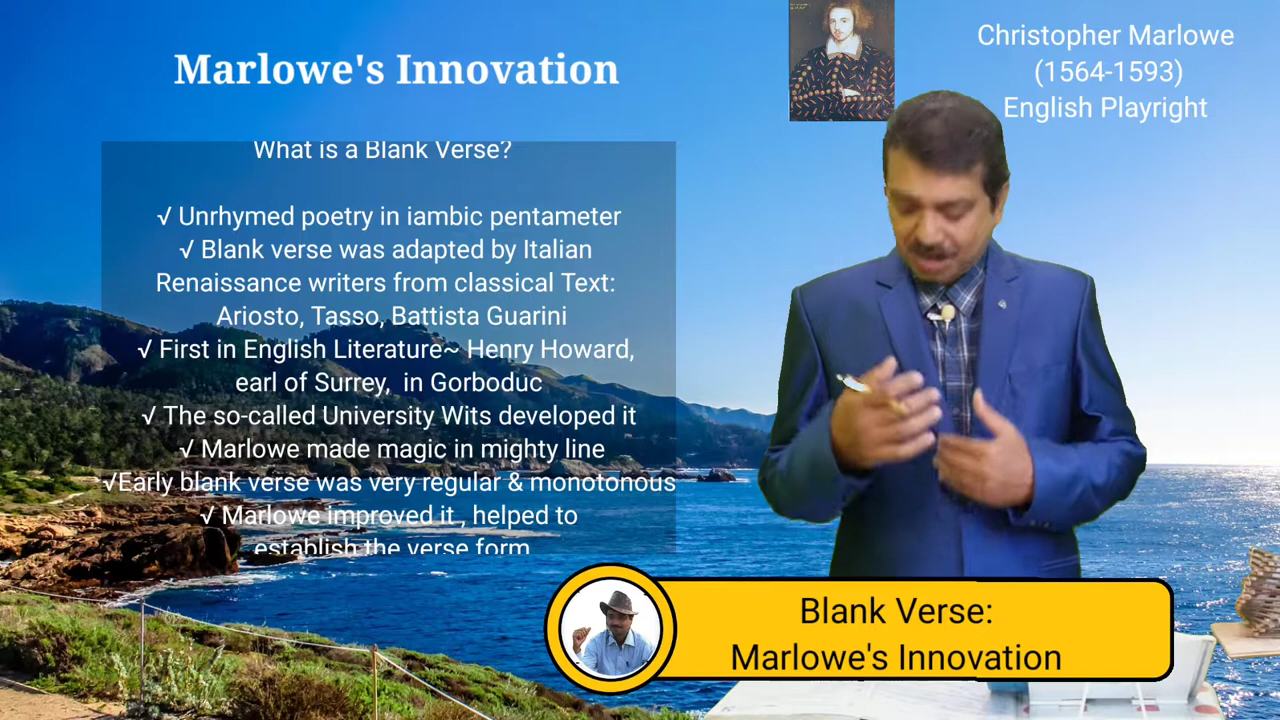 Marlowe's Innovation
Christopher Marlowe
(1564-1593)
English Playright
What is a Blank Verse?
√ Unrhymed poetry in iambic pentameter
√ Blank verse was adapted by Italian
Renaissance writers from classical Text:
Ariosto, Tasso, Battista Guarini
√ First in English Literature~ Henry Howard,
earl of Surrey, in Gorboduc
√ The so-called University Wits developed it
√ Marlowe made magic in mighty line
√Early blank verse was very regular & monotonous
√ Marlowe improved it , helped to
establish the verse form
Blank Verse:
Marlowe's Innovation